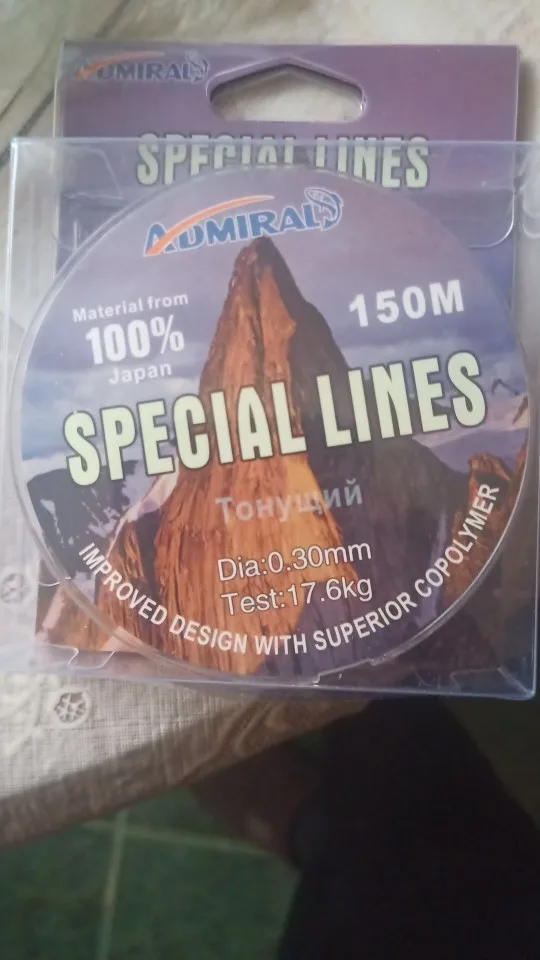 ADMIRAL
SPECIAL LINES
ADMIRAL
Material from
100%
Japan
150M
SPECIAL LINES
Тонущий
Dia:0.30mm
Test:17.6kg
IMPROVED DESIGN WITH SUPERIOR COPOLYMER